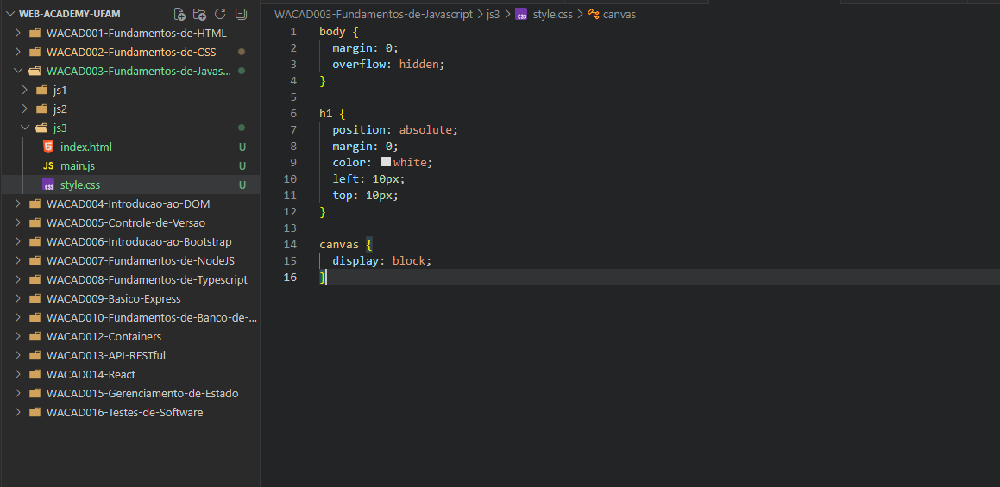 WEB-ACADEMY-UFAM
WACAD001-Fundamentos-de-HTML
WACAD002-Fundamentos-de-CSS
WACAD003-Fundamentos-de-Javas...
js1
js2
js3
index.html U
JS main.js U
css style.css U
WACAD004-Introducao-ao-DOM
WACAD005-Controle-de-Versao
WACAD006-Introducao-ao-Bootstrap
WACAD007-Fundamentos-de-NodeJS
WACAD008-Fundamentos-de-Typescript
WACAD009-Basico-Express
WACAD010-Fundamentos-de-Banco-de-...
WACAD012-Containers
WACAD013-API-RESTful
WACAD014-React
WACAD015-Gerenciamento-de-Estado
WACAD016-Testes-de-Software
WACAD003-Fundamentos-de-Javascript > js3 > css style.css > canvas
1 body {
2 margin: 0;
3 overflow: hidden;
4 }
5
6 h1 {
7 position: absolute;
8 margin: 0;
9 color: white;
10 left: 10px;
11 top: 10px;
12 }
13
14 canvas {
15 display: block;
16 }